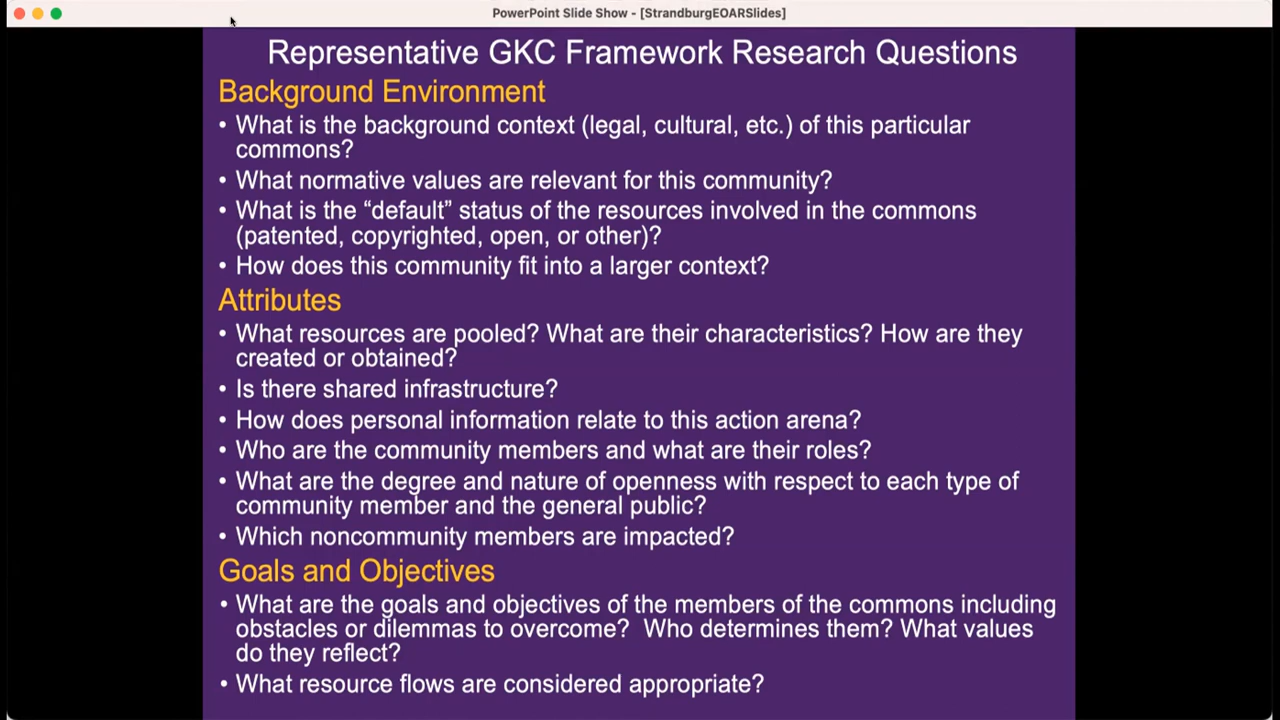 PowerPoint Slide Show - [StrandburgEOARSlides]
Representative GKC Framework Research Questions
Background Environment
• What is the background context (legal, cultural, etc.) of this particular
commons?
• What normative values are relevant for this community?
• What is the “default” status of the resources involved in the commons
(patented, copyrighted, open, or other)?
• How does this community fit into a larger context?
Attributes
• What resources are pooled? What are their characteristics? How are they
created or obtained?
• Is there shared infrastructure?
• How does personal information relate to this action arena?
• Who are the community members and what are their roles?
• What are the degree and nature of openness with respect to each type of
community member and the general public?
• Which noncommunity members are impacted?
Goals and Objectives
• What are the goals and objectives of the members of the commons including
obstacles or dilemmas to overcome?  Who determines them? What values
do they reflect?
• What resource flows are considered appropriate?